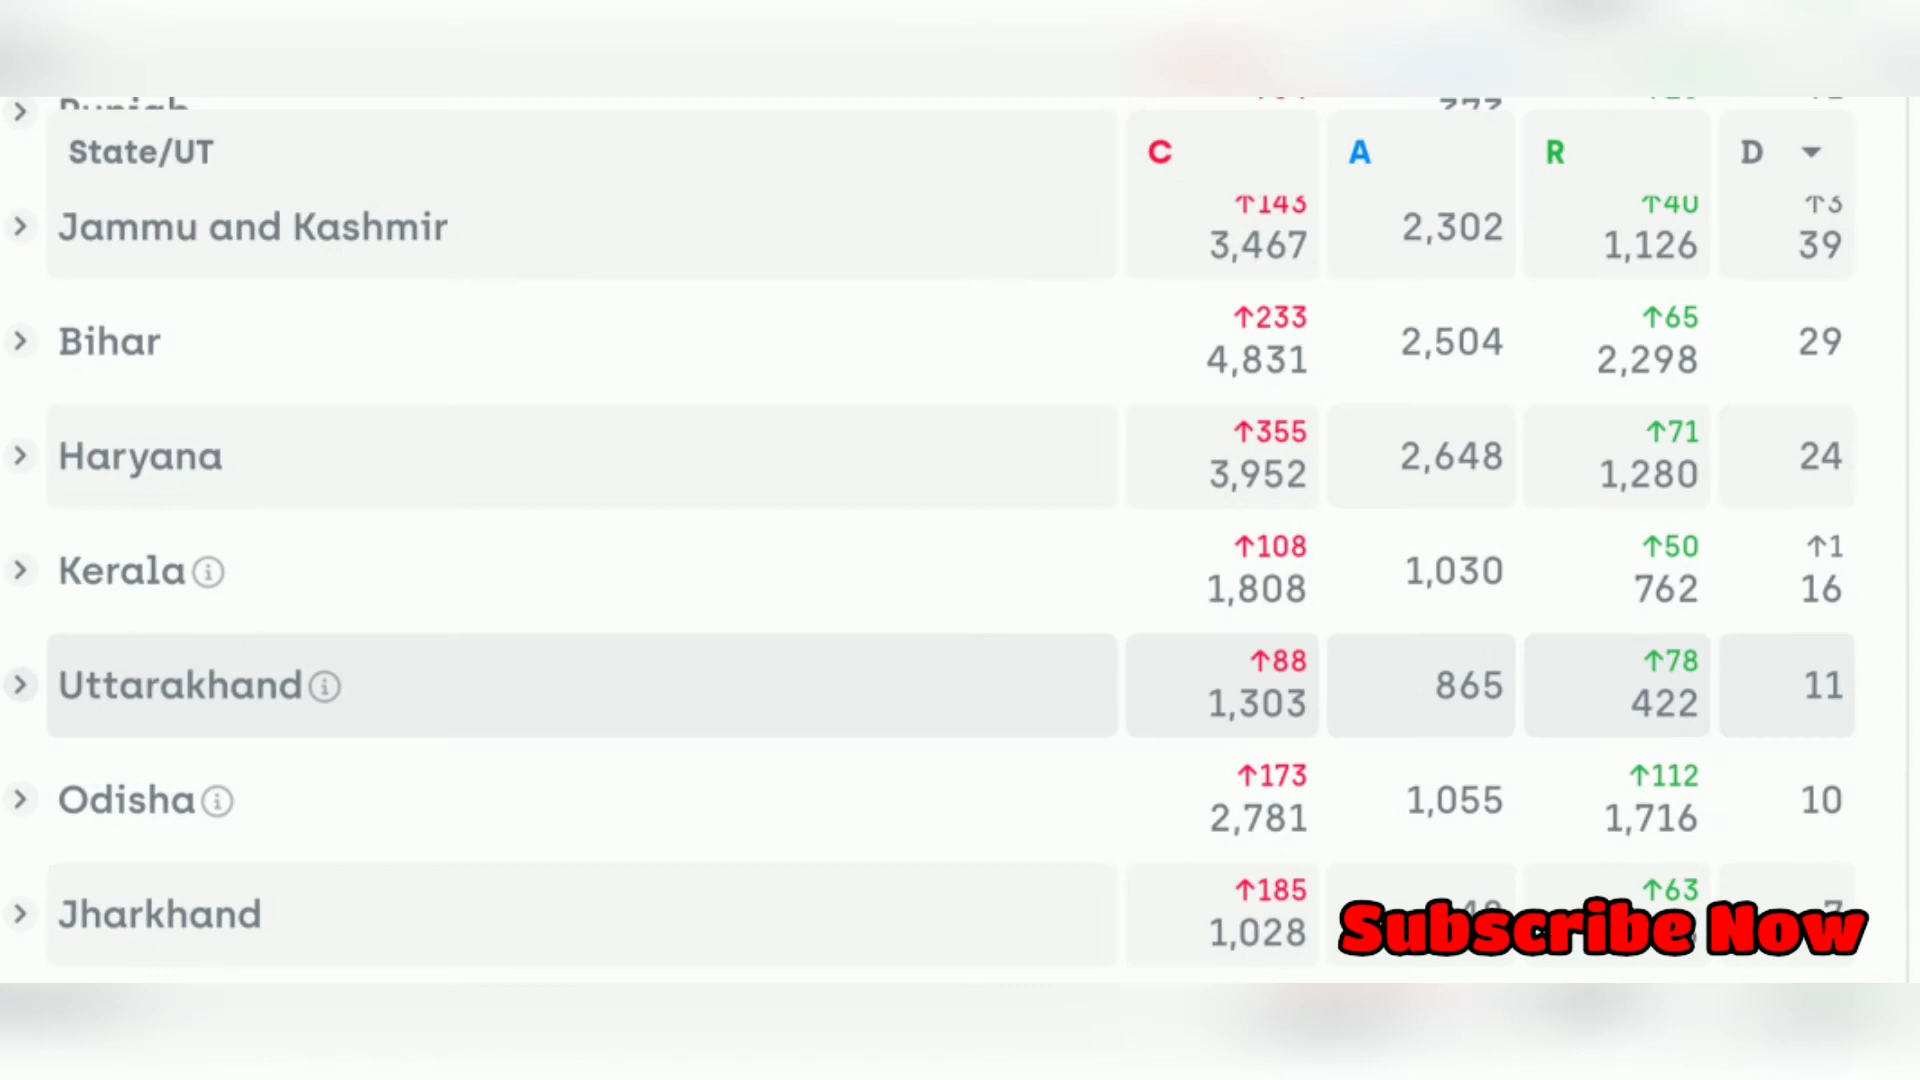 Punjab
State/UT C A R D
↑143 ↑40 ↑3
Jammu and Kashmir 3,467 2,302 1,126 39
↑233 ↑65
Bihar 4,831 2,504 2,298 29
↑355 ↑71
Haryana 3,952 2,648 1,280 24
↑108 ↑50 ↑1
Kerala 1,808 1,030 762 16
↑88 ↑78
Uttarakhand 1,303 865 422 11
↑173 ↑112
Odisha 2,781 1,055 1,716 10
↑185 ↑63
Jharkhand 1,028
Subscribe Now